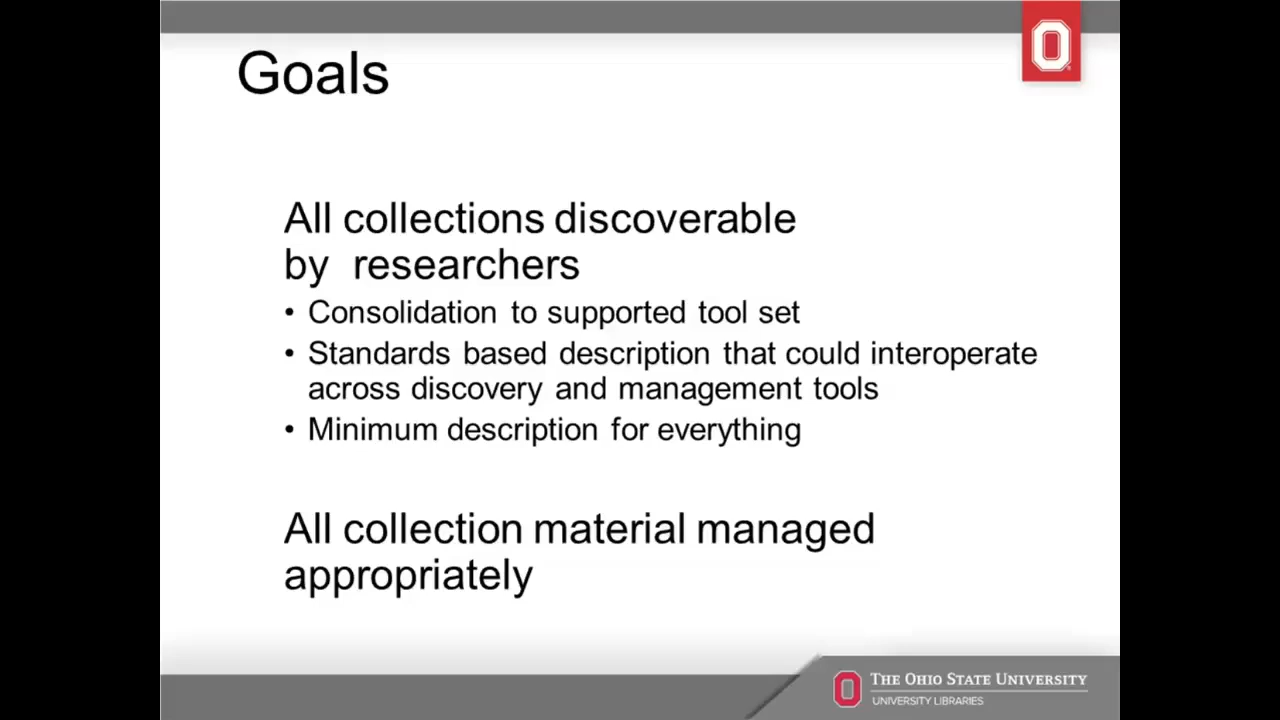 Goals
All collections discoverable
by researchers
• Consolidation to supported tool set
• Standards based description that could interoperate
across discovery and management tools
• Minimum description for everything
All collection material managed
appropriately
THE OHIO STATE UNIVERSITY
UNIVERSITY LIBRARIES